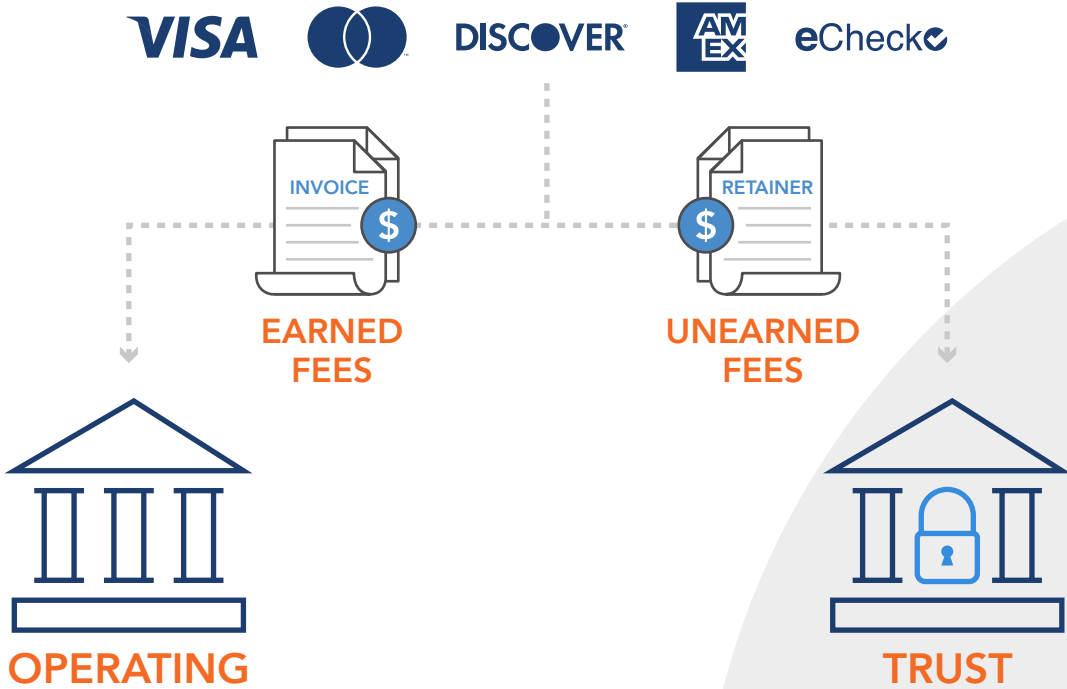 VISA
DISCOVER®
AM
EX
eCheck
INVOICE
$
RETAINER
$
EARNED
FEES
UNEARNED
FEES
OPERATING
TRUST